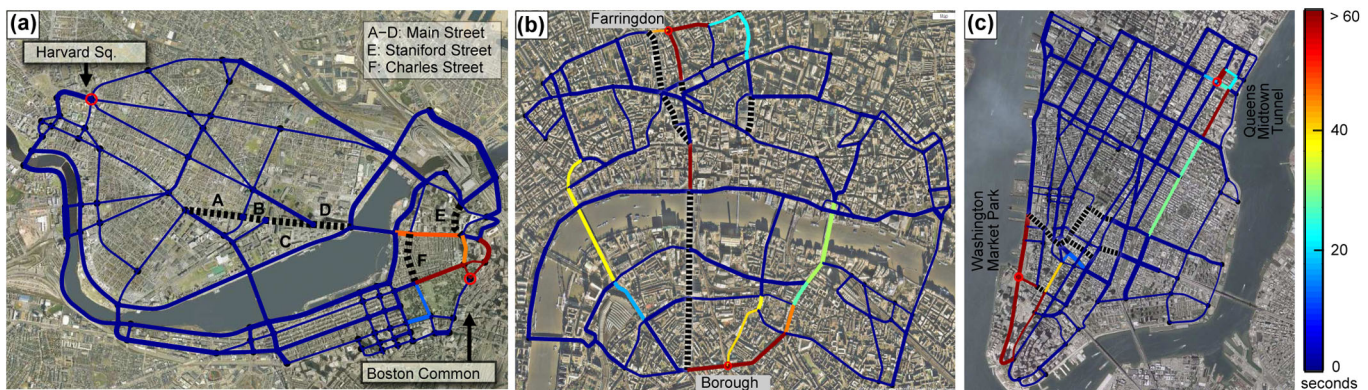 (a)
Harvard Sq.
A–D: Main Street
E: Staniford Street
F: Charles Street
A
B
D
C
E
F
Boston Common
(b)
Farringdon
Borough
(c)
Washington
Market Park
Queens
Midtown
Tunnel
> 60
40
20
0
seconds